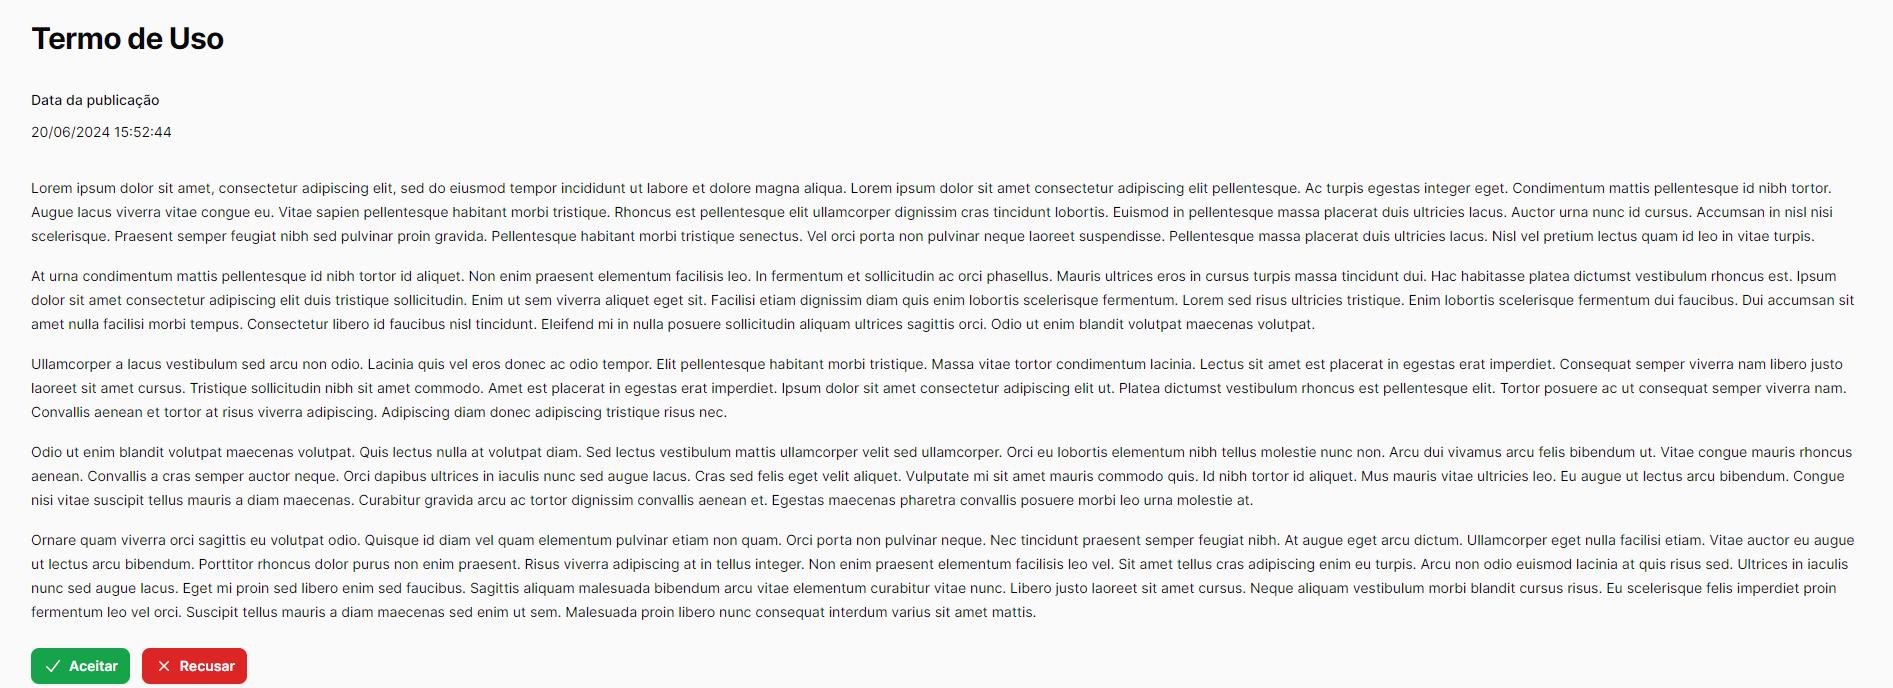 Termo de Uso
Data da publicação
20/06/2024 15:52:44
Lorem ipsum dolor sit amet, consectetur adipiscing elit, sed do eiusmod tempor incididunt ut labore et dolore magna aliqua. Lorem ipsum dolor sit amet consectetur adipiscing elit pellentesque. Ac turpis egestas integer eget. Condimentum mattis pellentesque id nibh tortor.
Augue lacus viverra vitae congue eu. Vitae sapien pellentesque habitant morbi tristique. Rhoncus est pellentesque elit ullamcorper dignissim cras tincidunt lobortis. Euismod in pellentesque massa placerat duis ultricies lacus. Auctor urna nunc id cursus. Accumsan in nisl nisi
scelerisque. Praesent semper feugiat nibh sed pulvinar proin gravida. Pellentesque habitant morbi tristique senectus. Vel orci porta non pulvinar neque laoreet suspendisse. Pellentesque massa placerat duis ultricies lacus. Nisl vel pretium lectus quam id leo in vitae turpis.
At urna condimentum mattis pellentesque id nibh tortor id aliquet. Non enim praesent elementum facilisis leo. In fermentum et sollicitudin ac orci phasellus. Mauris ultrices eros in cursus turpis massa tincidunt dui. Hac habitasse platea dictumst vestibulum rhoncus est. Ipsum
dolor sit amet consectetur adipiscing elit duis tristique sollicitudin. Enim ut sem viverra aliquet eget sit. Facilisi etiam dignissim diam quis enim lobortis scelerisque fermentum. Lorem sed risus ultricies tristique. Enim lobortis scelerisque fermentum dui faucibus. Dui accumsan sit
amet nulla facilisi morbi tempus. Consectetur libero id faucibus nisl tincidunt. Eleifend mi in nulla posuere sollicitudin aliquam ultrices sagittis orci. Odio ut enim blandit volutpat maecenas volutpat.
Ullamcorper a lacus vestibulum sed arcu non odio. Lacinia quis vel eros donec ac odio tempor. Elit pellentesque habitant morbi tristique. Massa vitae tortor condimentum lacinia. Lectus sit amet est placerat in egestas erat imperdiet. Consequat semper viverra nam libero justo
laoreet sit amet cursus. Tristique sollicitudin nibh sit amet commodo. Amet est placerat in egestas erat imperdiet. Ipsum dolor sit amet consectetur adipiscing elit ut. Platea dictumst vestibulum rhoncus est pellentesque elit. Tortor posuere ac ut consequat semper viverra nam.
Convallis aenean et tortor at risus viverra adipiscing. Adipiscing diam donec adipiscing tristique risus nec.
Odio ut enim blandit volutpat maecenas volutpat. Quis lectus nulla at volutpat diam. Sed lectus vestibulum mattis ullamcorper velit sed ullamcorper. Orci eu lobortis elementum nibh tellus molestie nunc non. Arcu dui vivamus arcu felis bibendum ut. Vitae congue mauris rhoncus
aenean. Convallis a cras semper auctor neque. Orci dapibus ultrices in iaculis nunc sed augue lacus. Cras sed felis eget velit aliquet. Vulputate mi sit amet mauris commodo quis. Id nibh tortor id aliquet. Mus mauris vitae ultricies leo. Eu augue ut lectus arcu bibendum. Congue
nisi vitae suscipit tellus mauris a diam maecenas. Curabitur gravida arcu ac tortor dignissim convallis aenean et. Egestas maecenas pharetra convallis posuere morbi leo urna molestie at.
Ornare quam viverra orci sagittis eu volutpat odio. Quisque id diam vel quam elementum pulvinar etiam non quam. Orci porta non pulvinar neque. Nec tincidunt praesent semper feugiat nibh. At augue eget arcu dictum. Ullamcorper eget nulla facilisi etiam. Vitae auctor eu augue
ut lectus arcu bibendum. Porttitor rhoncus dolor purus non enim praesent. Risus viverra adipiscing at in tellus integer. Non enim praesent elementum facilisis leo vel. Sit amet tellus cras adipiscing enim eu turpis. Arcu non odio euismod lacinia at quis risus sed. Ultrices in iaculis
nunc sed augue lacus. Eget mi proin sed libero enim sed faucibus. Sagittis aliquam malesuada bibendum arcu vitae elementum curabitur vitae nunc. Libero justo laoreet sit amet cursus. Neque aliquam vestibulum morbi blandit cursus risus. Eu scelerisque felis imperdiet proin
fermentum leo vel orci. Suscipit tellus mauris a diam maecenas sed enim ut sem. Malesuada proin libero nunc consequat interdum varius sit amet mattis.
Aceitar
Recusar